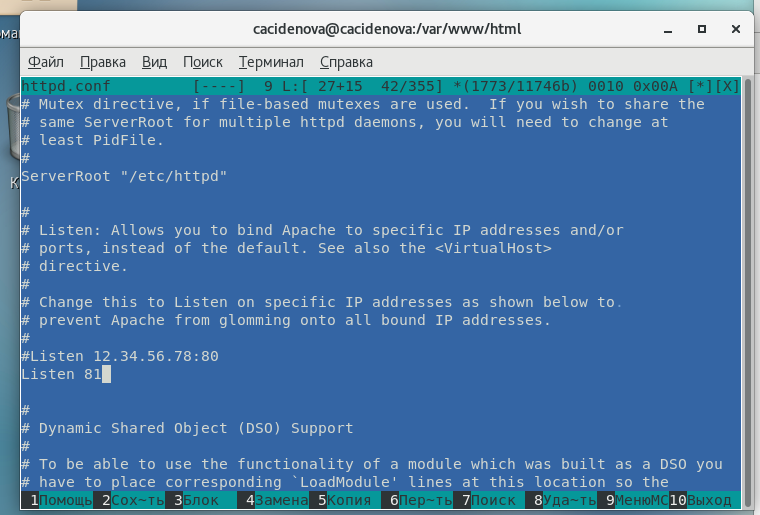 cacidenova@cacidenova:/var/www/html
Файл Правка Вид Поиск Терминал Справка
httpd.conf [----] 9 L:[ 27+15 42/355] *(1773/11746b) 0010 0x00A [*][X]
# Mutex directive, if file-based mutexes are used.  If you wish to share the
# same ServerRoot for multiple httpd daemons, you will need to change at
# least PidFile.
#
ServerRoot "/etc/httpd"
#
# Listen: Allows you to bind Apache to specific IP addresses and/or
# ports, instead of the default. See also the <VirtualHost>
# directive.
#
# Change this to Listen on specific IP addresses as shown below to.
# prevent Apache from glomming onto all bound IP addresses.
#
#Listen 12.34.56.78:80
Listen 81
#
# Dynamic Shared Object (DSO) Support
#
# To be able to use the functionality of a module which was built as a DSO you
# have to place corresponding `LoadModule' lines at this location so the
1Помощь 2Сох~ть 3Блок 4Замена 5Копия 6Пер~ть 7Поиск 8Уда~ть 9МенюMC 10Выход